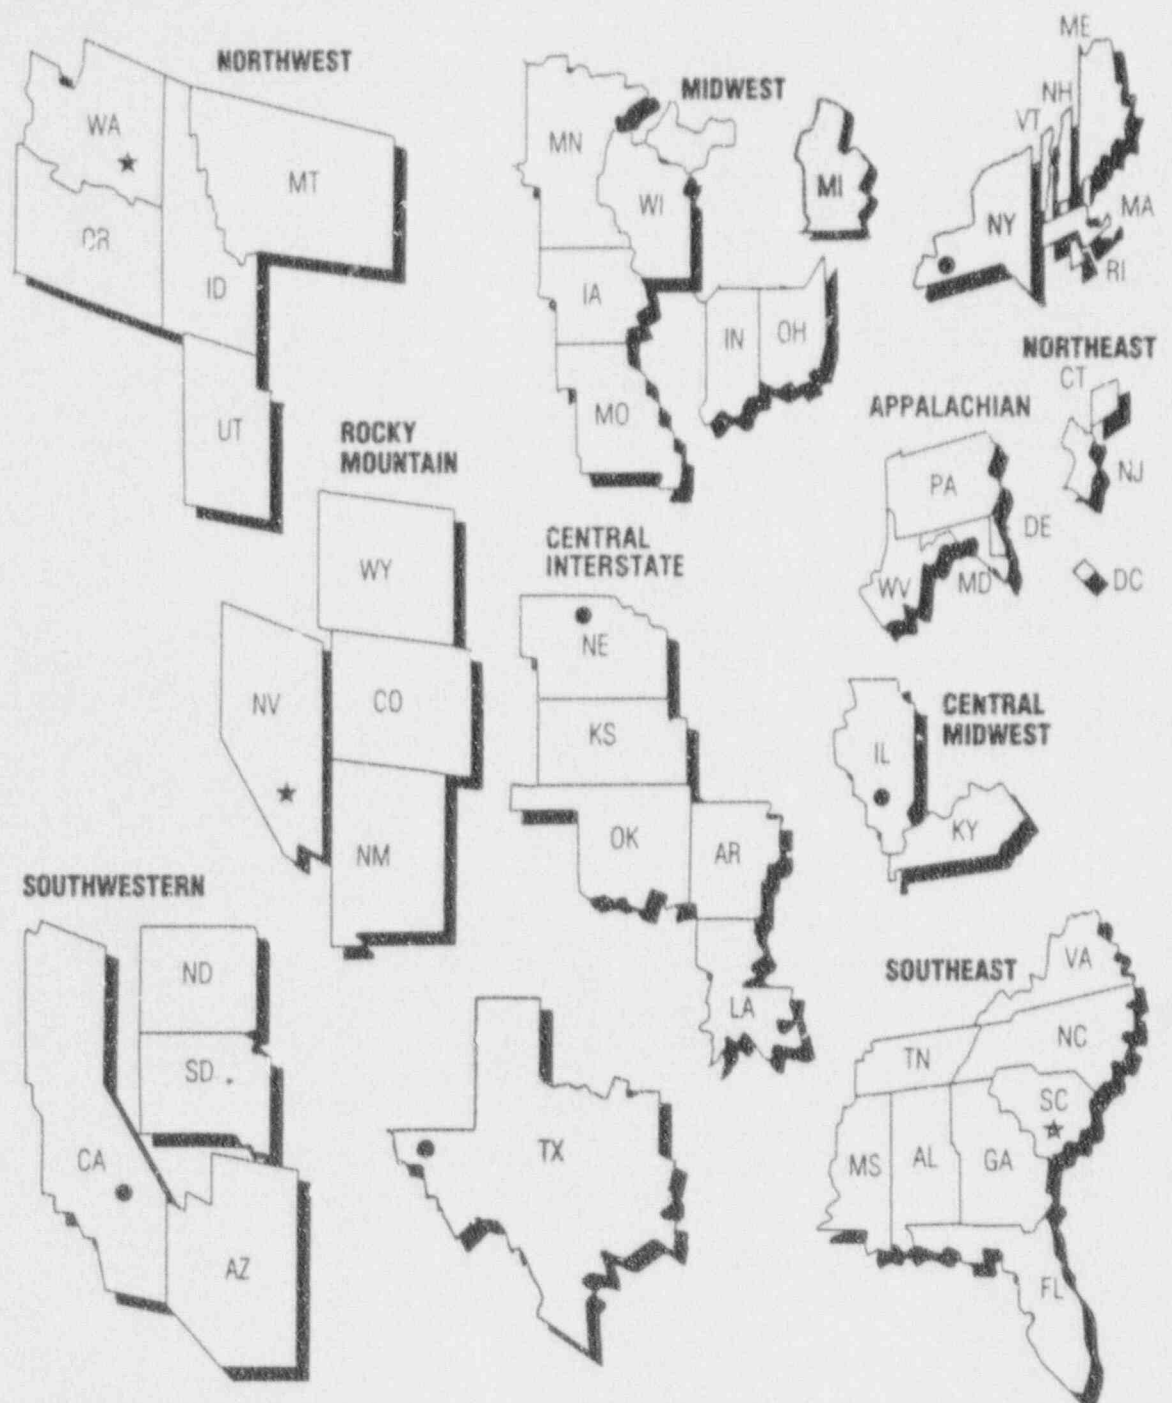 ME
NORTHWEST
MIDWEST
NH
VT
WA
MN
MT
MI
WI
MA
NY
OR
RI
ID
IA
IN
OH
NORTHEAST
CT
APPALACHIAN
MO
UT
ROCKY
MOUNTAIN
NJ
PA
DE
CENTRAL
INTERSTATE
WY
DC
WV
MD
NE
NV
CO
CENTRAL
MIDWEST
KS
IL
KY
OK
AR
NM
SOUTHWESTERN
VA
ND
SOUTHEAST
LA
NC
TN
SD
SC
TX
CA
MS
AL
GA
AZ
FL